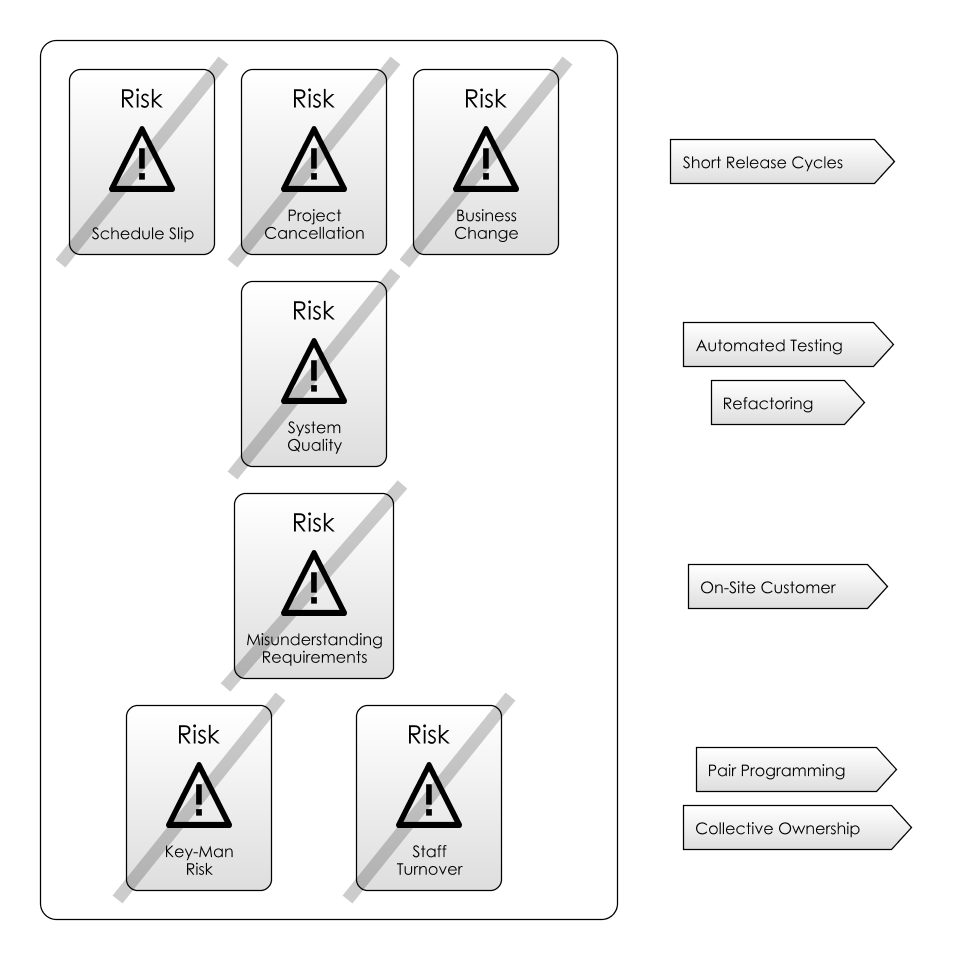 Risk
Schedule Slip
Risk
Project
Cancellation
Risk
Business
Change
Short Release Cycles
Risk
System
Quality
Automated Testing
Refactoring
Risk
Misunderstanding
Requirements
On-Site Customer
Risk
Key-Man
Risk
Risk
Staff
Turnover
Pair Programming
Collective Ownership